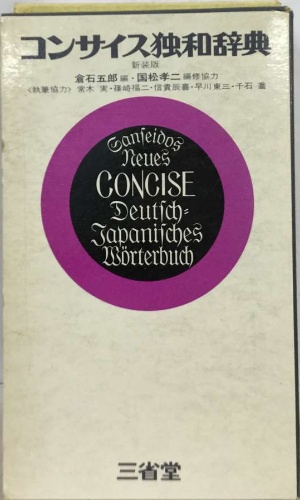 コンサイス独和辞典
新装版
倉石五郎 編・国松孝二 編修協力
〈執筆協力〉常木 実・篠崎福二・信貴辰喜・早川東三・千石 喬
Sanseidos
Neues
CONCISE
Deutsch-
Japanisches
Wörterbuch
三省堂